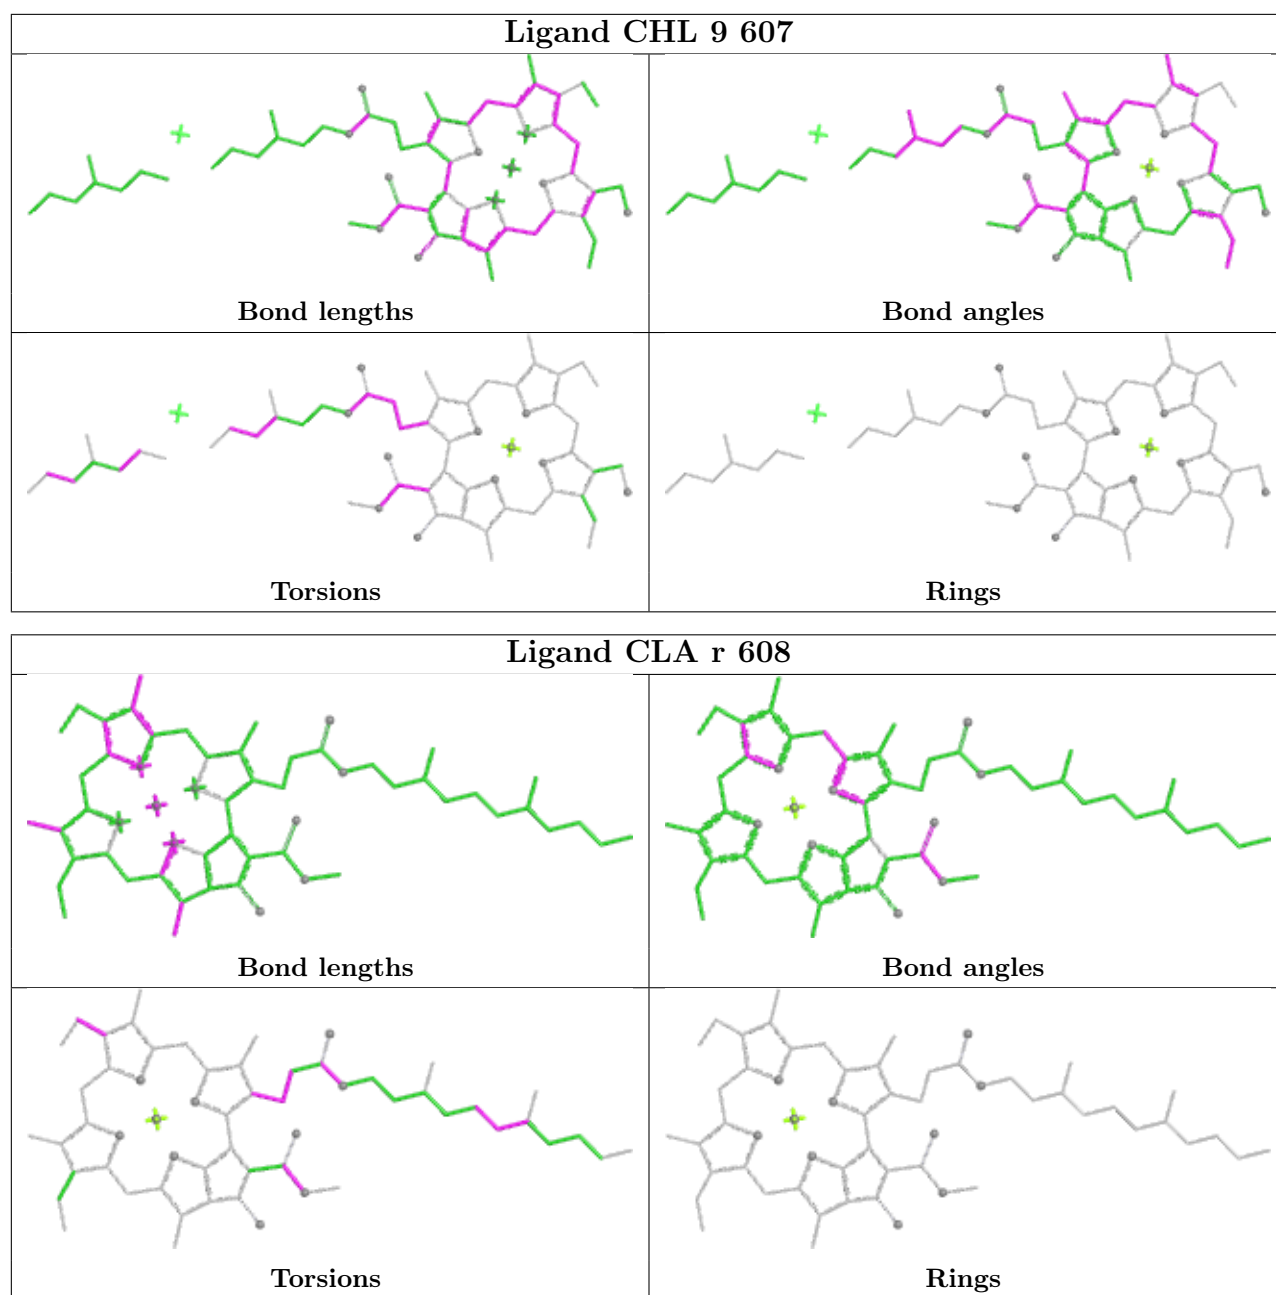 Ligand CHL 9 607
Bond lengths
Bond angles
Torsions
Rings
Ligand CLA r 608
Bond lengths
Bond angles
Torsions
Rings